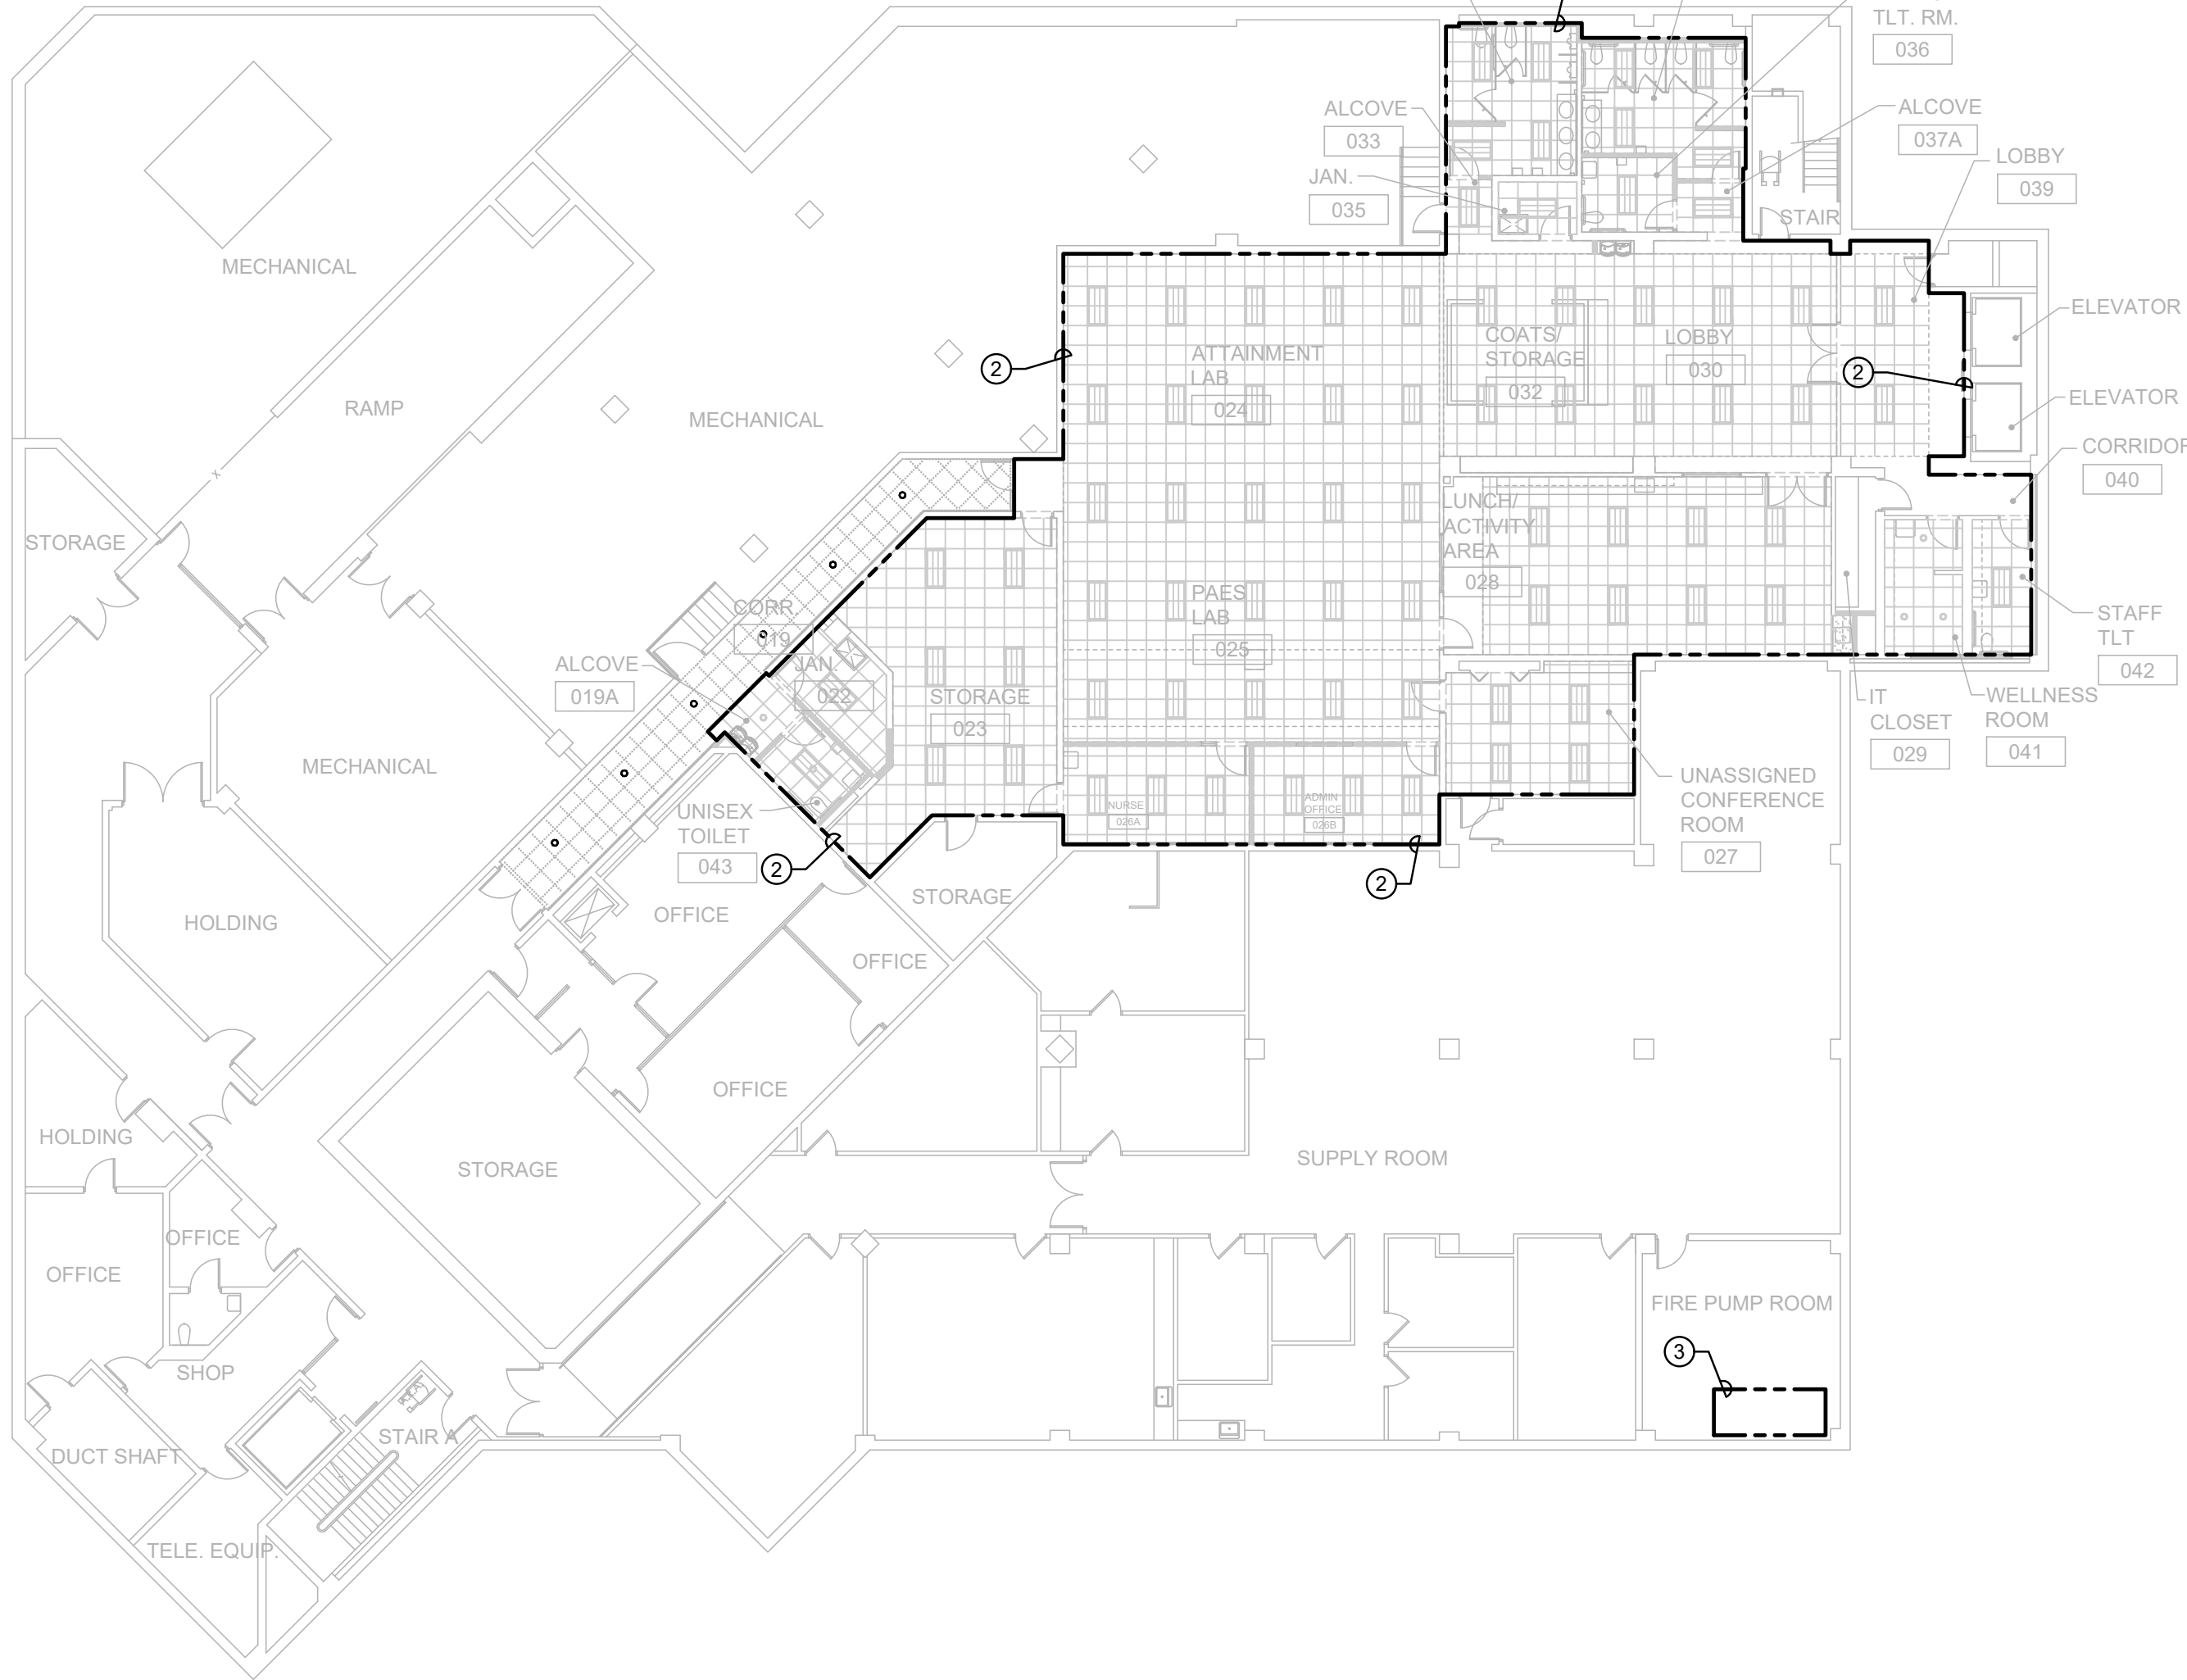 TLT. RM.
036
ALCOVE
033
ALCOVE
037A
LOBBY
039
JAN.
035
STAIR
MECHANICAL
ELEVATOR
COATS/
STORAGE
032
LOBBY
030
ATTAINMENT
LAB
024
2
2
RAMP
MECHANICAL
ELEVATOR
CORRIDOR
040
STORAGE
X
LUNCH/
ACTIVITY
AREA
028
PAES
LAB
025
CORR.
019
STAFF
TLT
042
ALCOVE
019A
JAN.
022
STORAGE
023
IT
CLOSET
029
WELLNESS
ROOM
041
MECHANICAL
UNASSIGNED
CONFERENCE
ROOM
027
UNISEX
TOILET
043
NURSE
026A
ADMIN
OFFICE
026B
2
2
STORAGE
OFFICE
HOLDING
OFFICE
OFFICE
HOLDING
STORAGE
SUPPLY ROOM
OFFICE
OFFICE
FIRE PUMP ROOM
3
SHOP
STAIR A
DUCT SHAFT
TELE. EQUIP.